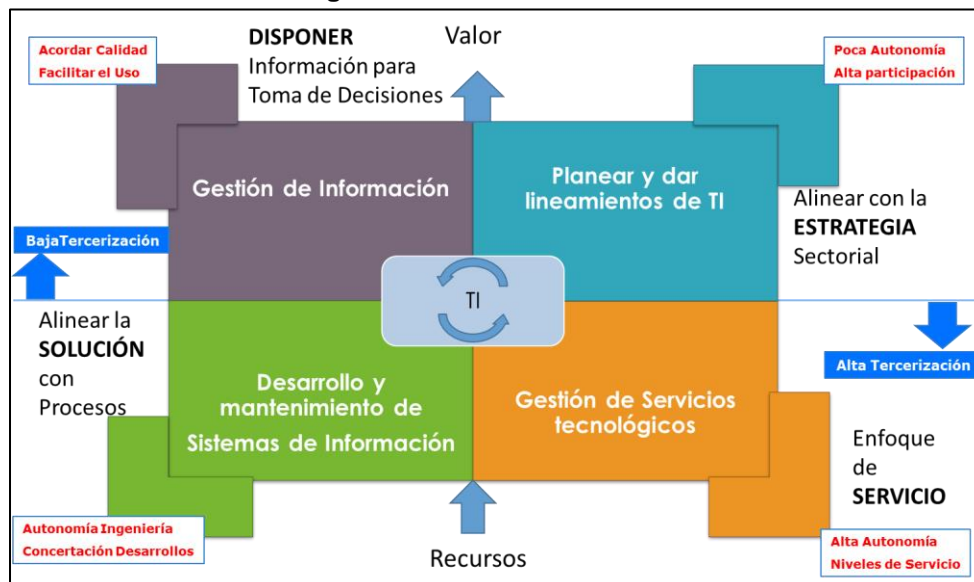 Acordar Calidad
Facilitar el Uso
DISPONER
Información para
Toma de Decisiones
Valor
Poca Autonomía
Alta participación
Gestión de Información
Planear y dar
lineamientos de TI
Alinear con la
ESTRATEGIA
Sectorial
BajaTercerización
TI
Alinear la
SOLUCIÓN
con
Procesos
Alta Tercerización
Desarrollo y
mantenimiento de
Sistemas de Información
Gestión de Servicios
tecnológicos
Enfoque
de
SERVICIO
Autonomía Ingeniería
Concertación Desarrollos
Recursos
Alta Autonomía
Niveles de Servicio